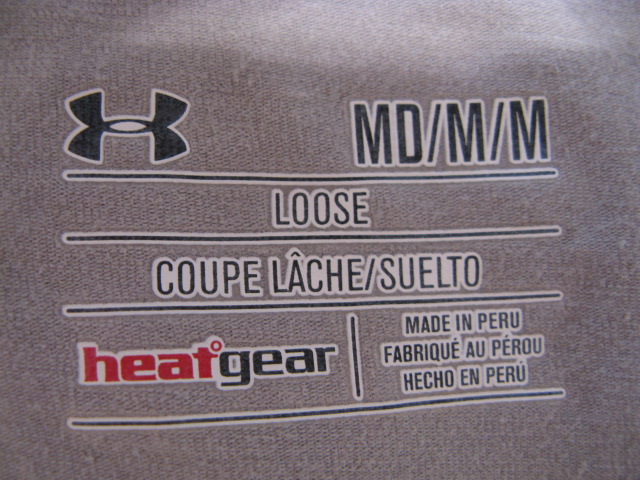 MD/M/M
LOOSE
COUPE LÂCHE/SUELTO
heatgear
MADE IN PERU
FABRIQUÉ AU PÉROU
HECHO EN PERÚ